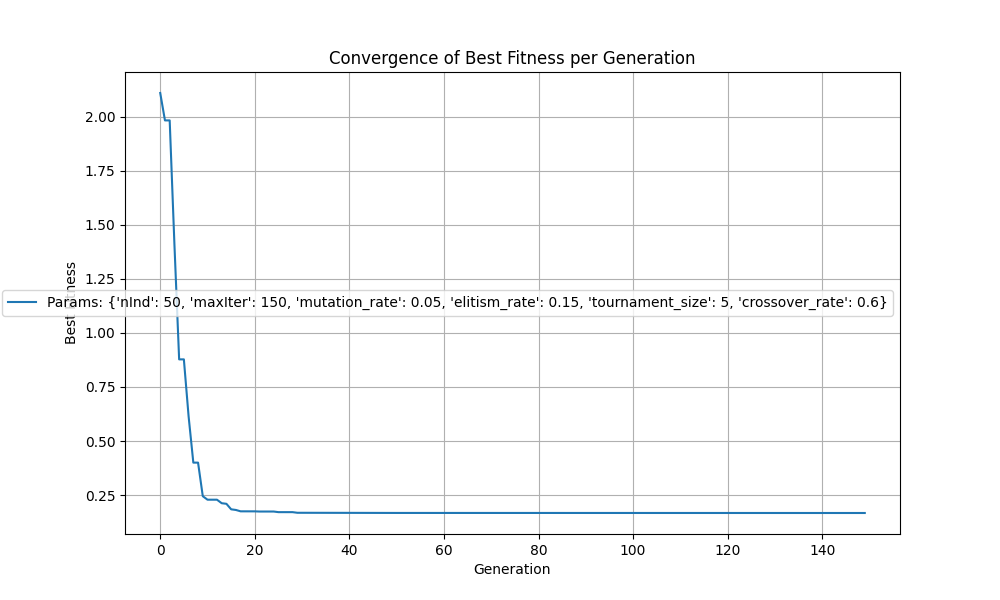 Convergence of Best Fitness per Generation
2.00
1.75
1.50
1.25
1.00
0.75
0.50
0.25
Best Fitness
Params: {'nInd': 50, 'maxIter': 150, 'mutation_rate': 0.05, 'elitism_rate': 0.15, 'tournament_size': 5, 'crossover_rate': 0.6}
0 20 40 60 80 100 120 140
Generation